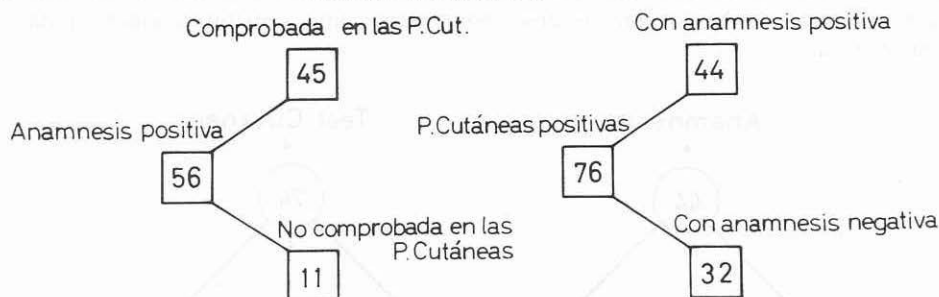 Comprobada en las P.Cut.
45
Anamnesis positiva
56
No comprobada en las
P.Cutáneas
11
Con anamnesis positiva
44
P.Cutáneas positivas
76
Con anamnesis negativa
32